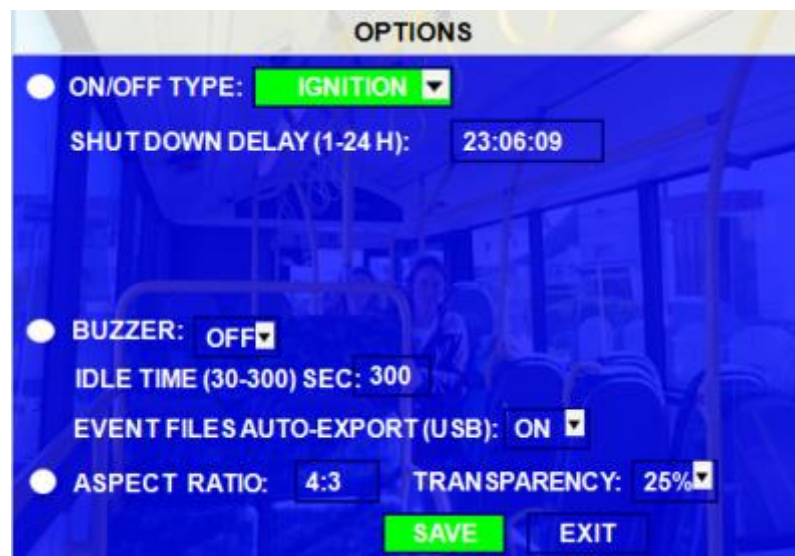 OPTIONS
ON/OFF TYPE: IGNITION
SHUT DOWN DELAY (1-24 H): 23:06:09
BUZZER: OFF
IDLE TIME (30-300) SEC: 300
EVENT FILES AUTO-EXPORT (USB): ON
ASPECT RATIO: 4:3 TRANSPARENCY: 25%
SAVE EXIT